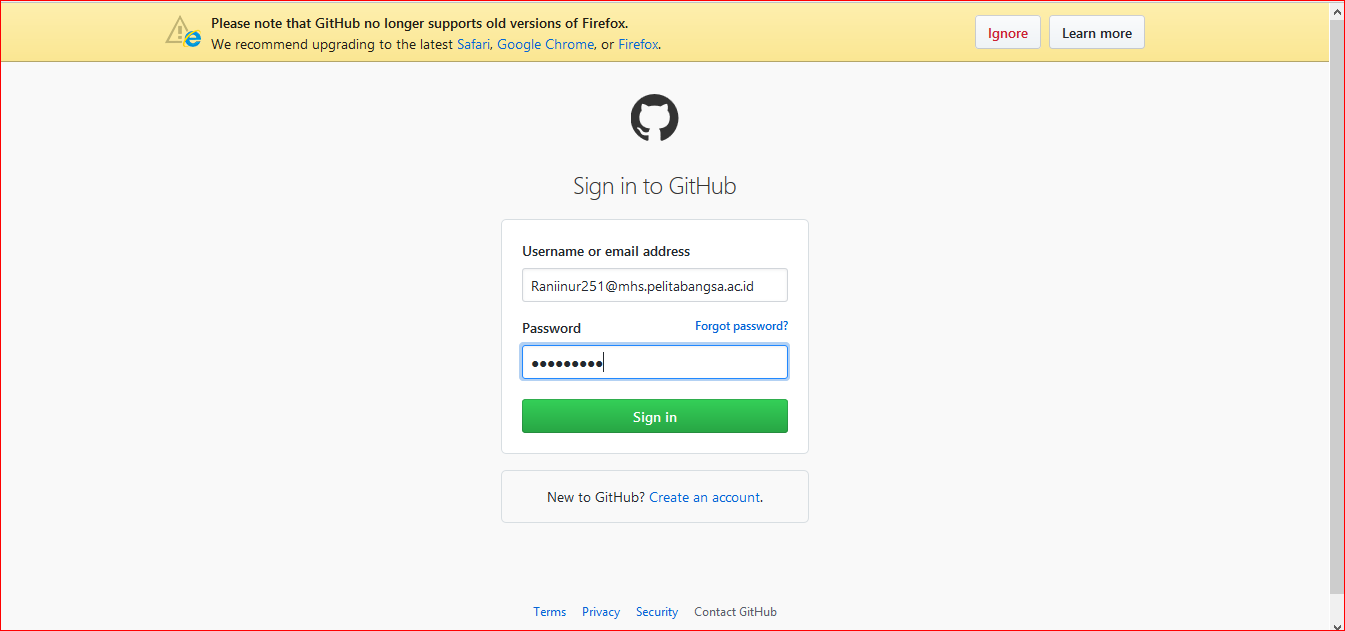 Please note that GitHub no longer supports old versions of Firefox.
We recommend upgrading to the latest Safari, Google Chrome, or Firefox.
Ignore
Learn more
Sign in to GitHub
Username or email address
Raniinur251@mhs.pelitabangsa.ac.id
Password
Forgot password?
•••••••••
Sign in
New to GitHub? Create an account.
Terms
Privacy
Security
Contact GitHub